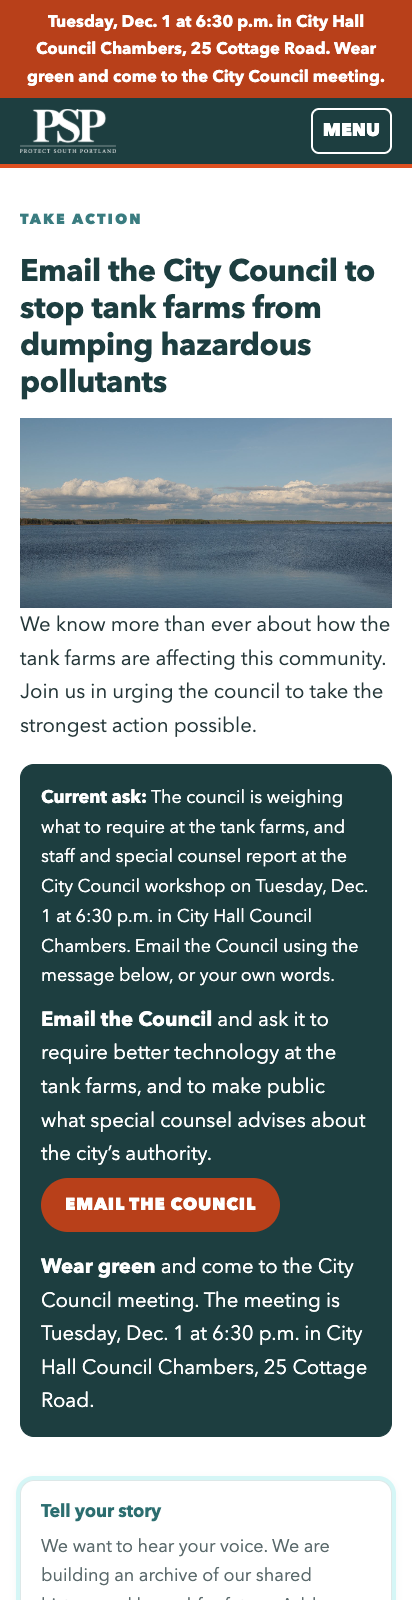 Tuesday, Dec. 1 at 6:30 p.m. in City Hall
Council Chambers, 25 Cottage Road. Wear
green and come to the City Council meeting.
PSP
PROTECT SOUTH PORTLAND
MENU
TAKE ACTION
Email the City Council to
stop tank farms from
dumping hazardous
pollutants
We know more than ever about how the
tank farms are affecting this community.
Join us in urging the council to take the
strongest action possible.
Current ask: The council is weighing
what to require at the tank farms, and
staff and special counsel report at the
City Council workshop on Tuesday, Dec.
1 at 6:30 p.m. in City Hall Council
Chambers. Email the Council using the
message below, or your own words.
Email the Council and ask it to
require better technology at the
tank farms, and to make public
what special counsel advises about
the city’s authority.
EMAIL THE COUNCIL
Wear green and come to the City
Council meeting. The meeting is
Tuesday, Dec. 1 at 6:30 p.m. in City
Hall Council Chambers, 25 Cottage
Road.
Tell your story
We want to hear your voice. We are
building an archive of our shared